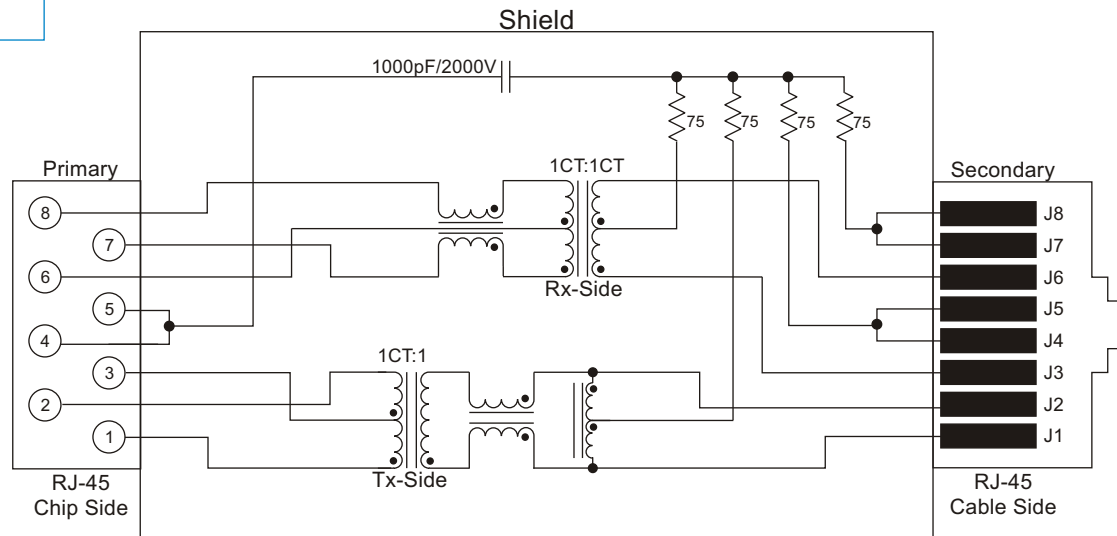 Shield
1000pF/2000V
75
75
75
75
Primary
1CT:1CT
Secondary
8
7
6
5
4
3
2
1
J8
J7
J6
J5
J4
J3
J2
J1
Rx-Side
1CT:1
Tx-Side
RJ-45
Chip Side
RJ-45
Cable Side